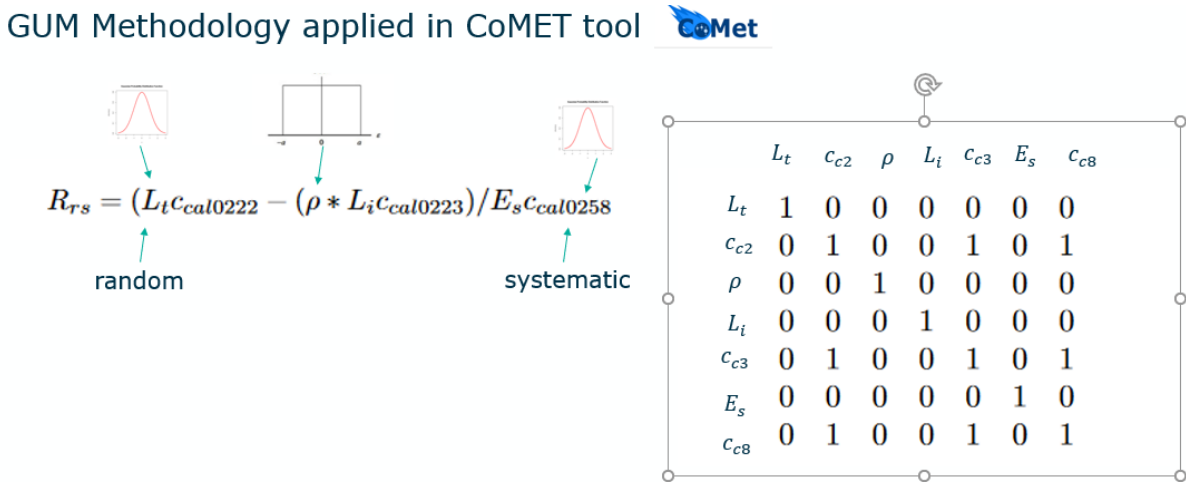 GUM Methodology applied in CoMET tool
CoMet
-a 0 a
R_rs = (L_t c_cal0222 − (ρ * L_i c_cal0223)/E_s c_cal0258
random
systematic
L_t c_c2 ρ L_i c_c3 E_s c_c8
L_t 1 0 0 0 0 0 0
c_c2 0 1 0 0 1 0 1
ρ 0 0 1 0 0 0 0
L_i 0 0 0 1 0 0 0
c_c3 0 1 0 0 1 0 1
E_s 0 0 0 0 0 1 0
c_c8 0 1 0 0 1 0 1